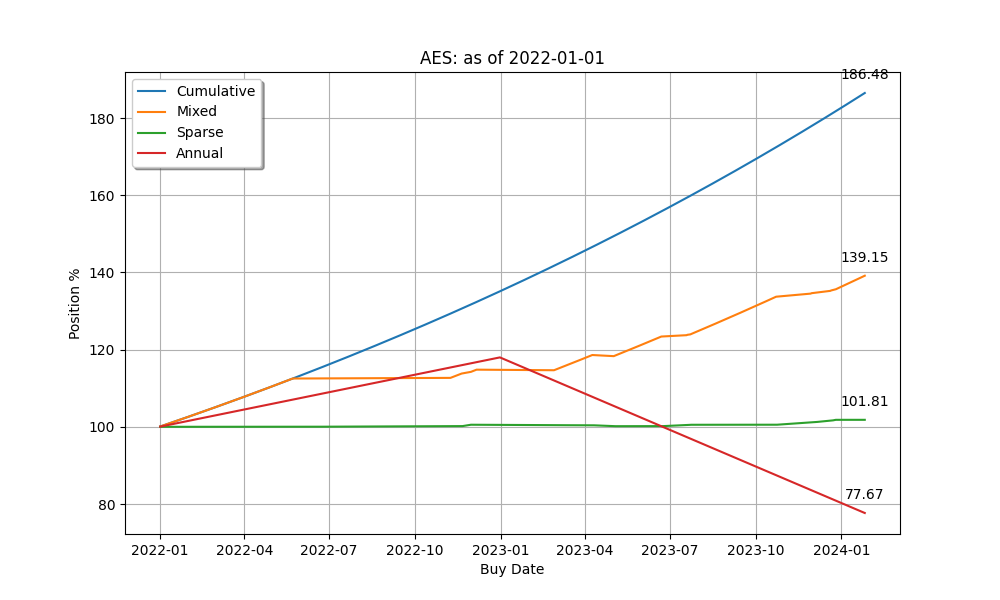 AES: as of 2022-01-01
186.48
Cumulative
Mixed
Sparse
Annual
180
160
140
120
100
80
139.15
101.81
77.67
Position %
2022-01 2022-04 2022-07 2022-10 2023-01 2023-04 2023-07 2023-10 2024-01
Buy Date